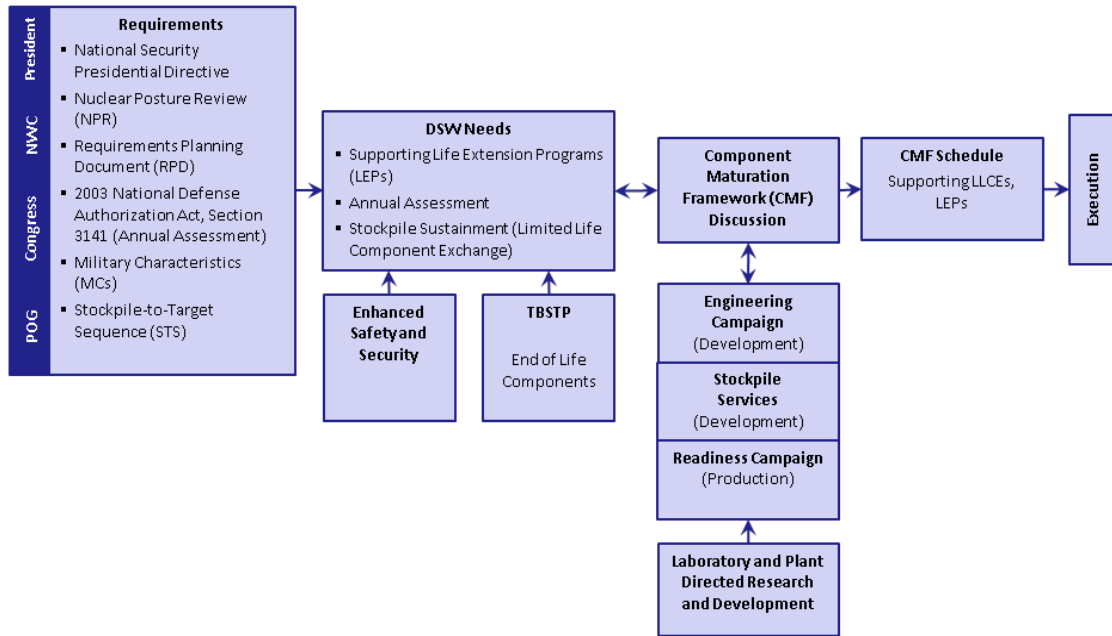 President
NWC
Congress
POG
Requirements
▪ National Security
Presidential Directive
▪ Nuclear Posture Review
(NPR)
▪ Requirements Planning
Document (RPD)
▪ 2003 National Defense
Authorization Act, Section
3141 (Annual Assessment)
▪ Military Characteristics
(MCs)
▪ Stockpile-to-Target
Sequence (STS)
DSW Needs
▪ Supporting Life Extension Programs
(LEPs)
▪ Annual Assessment
▪ Stockpile Sustainment (Limited Life
Component Exchange)
Enhanced
Safety and
Security
TBSTP
End of Life
Components
Component
Maturation
Framework (CMF)
Discussion
Engineering
Campaign
(Development)
Stockpile
Services
(Development)
Readiness Campaign
(Production)
Laboratory and Plant
Directed Research
and Development
CMF Schedule
Supporting LLCEs,
LEPs
Execution